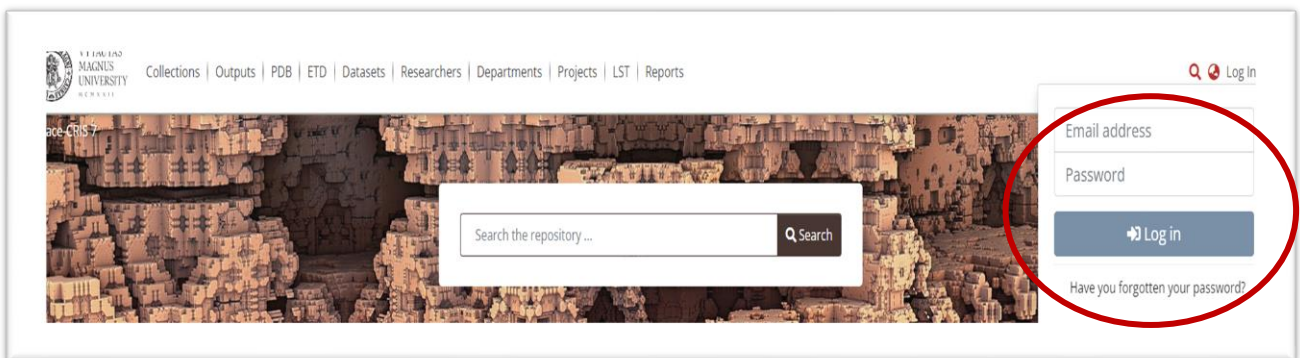 MAGNUS
UNIVERSITY
Collections | Outputs | PDB | ETD | Datasets | Researchers | Departments | Projects | LST | Reports
Log In
ace-CRIS 7
Email address
Password
Search the repository ...
Search
Log in
Have you forgotten your password?